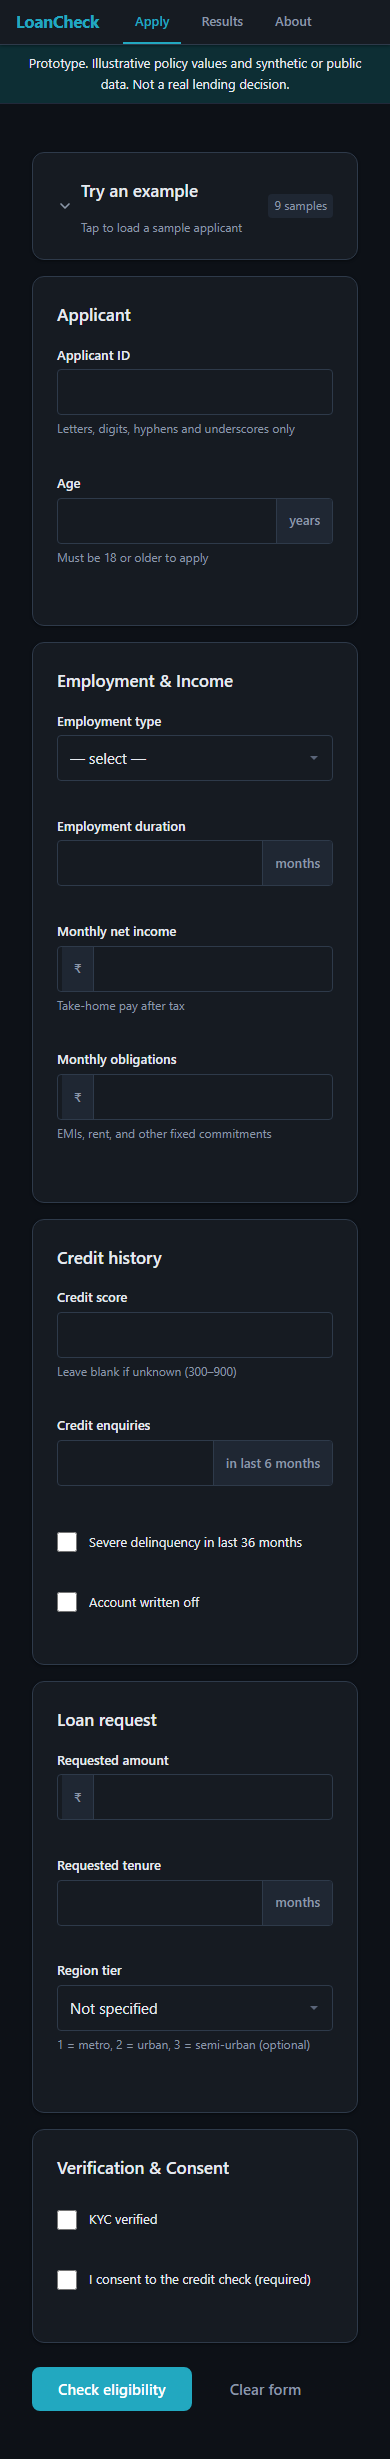 LoanCheck Apply Results About
Prototype. Illustrative policy values and synthetic or public
data. Not a real lending decision.
Try an example
9 samples
Tap to load a sample applicant
Applicant
Applicant ID
Letters, digits, hyphens and underscores only
Age
years
Must be 18 or older to apply
Employment & Income
Employment type
— select —
Employment duration
months
Monthly net income
₹
Take-home pay after tax
Monthly obligations
₹
EMIs, rent, and other fixed commitments
Credit history
Credit score
Leave blank if unknown (300–900)
Credit enquiries
in last 6 months
Severe delinquency in last 36 months
Account written off
Loan request
Requested amount
₹
Requested tenure
months
Region tier
Not specified
1 = metro, 2 = urban, 3 = semi-urban (optional)
Verification & Consent
KYC verified
I consent to the credit check (required)
Check eligibility Clear form